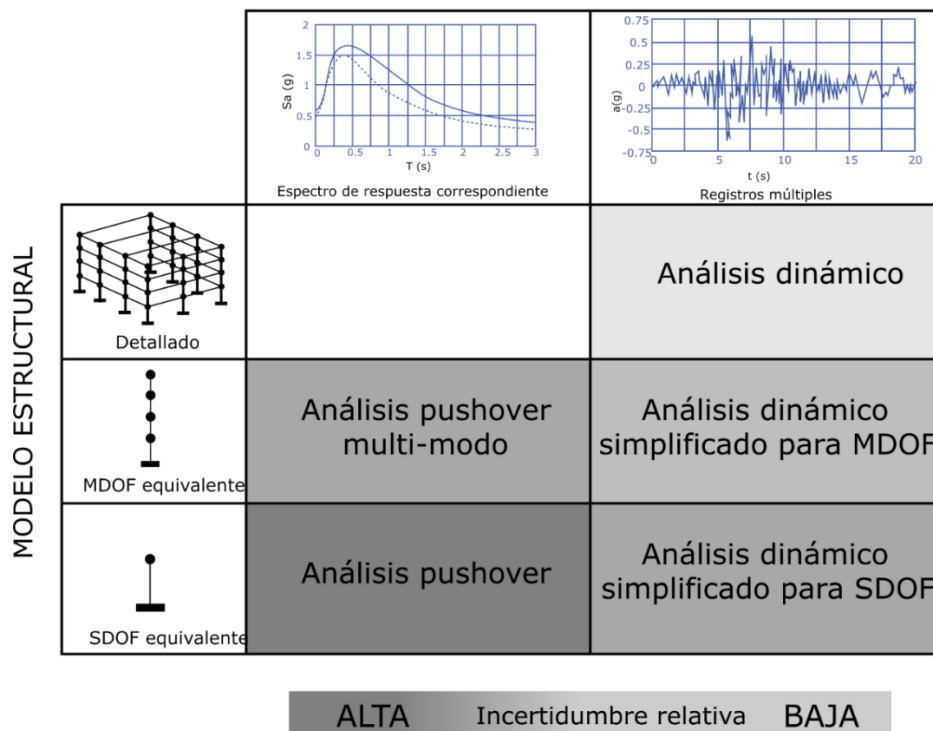 2
1.5
1
0.5
0
Sa (g)
0 0.5 1 1.5 2 2.5 3
T (s)
Espectro de respuesta correspondiente
0.75
0.5
0.25
0
-0.25
-0.5
-0.75
a(g)
0 5 10 15 20
t (s)
Registros múltiples
MODELO ESTRUCTURAL
Detallado
Análisis dinámico
MDOF equivalente
Análisis pushover
multi-modo
Análisis dinámico
simplificado para MDOF
SDOF equivalente
Análisis pushover
Análisis dinámico
simplificado para SDOF
ALTA Incertidumbre relativa BAJA